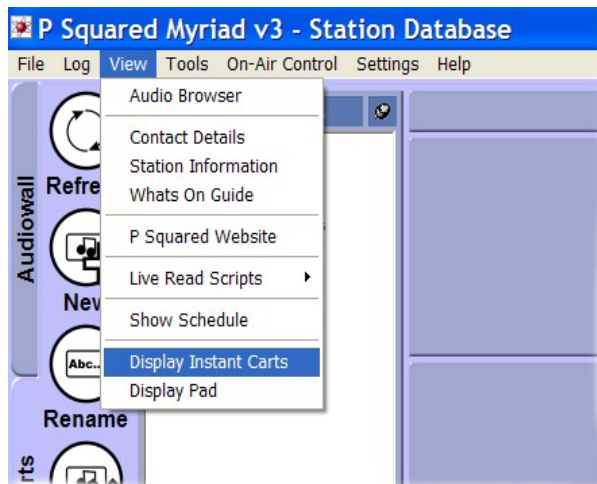 P Squared Myriad v3 - Station Database
File Log View Tools On-Air Control Settings Help
Audio Browser
Contact Details
Station Information
Whats On Guide
P Squared Website
Live Read Scripts
Show Schedule
Display Instant Carts
Display Pad
Audiowall
Refre
New
Abc..
Rename
rts